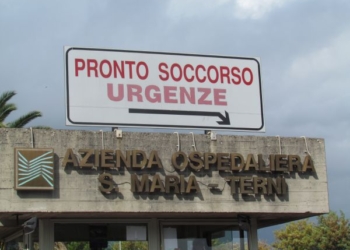 PRONTO SOCCORSO
URGENZE
AZIENDA OSPEDALIERA
S. MARIA - TERNI